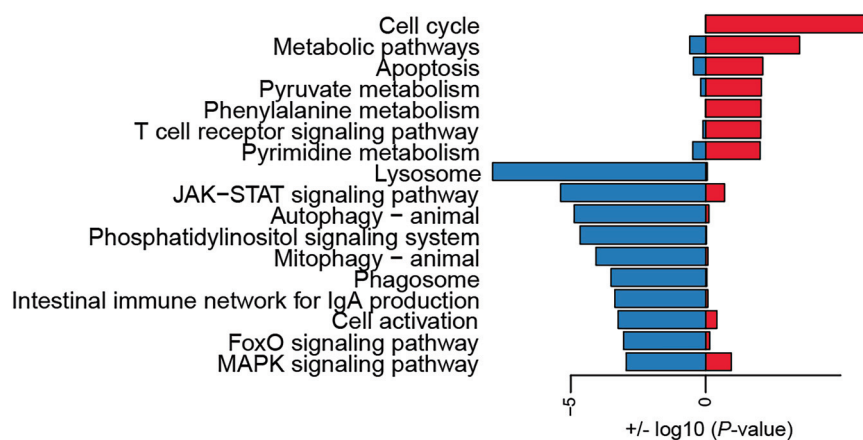 Cell cycle
Metabolic pathways
Apoptosis
Pyruvate metabolism
Phenylalanine metabolism
T cell receptor signaling pathway
Pyrimidine metabolism
Lysosome
JAK−STAT signaling pathway
Autophagy − animal
Phosphatidylinositol signaling system
Mitophagy − animal
Phagosome
Intestinal immune network for IgA production
Cell activation
FoxO signaling pathway
MAPK signaling pathway
−5
0
+/- log10 (P-value)